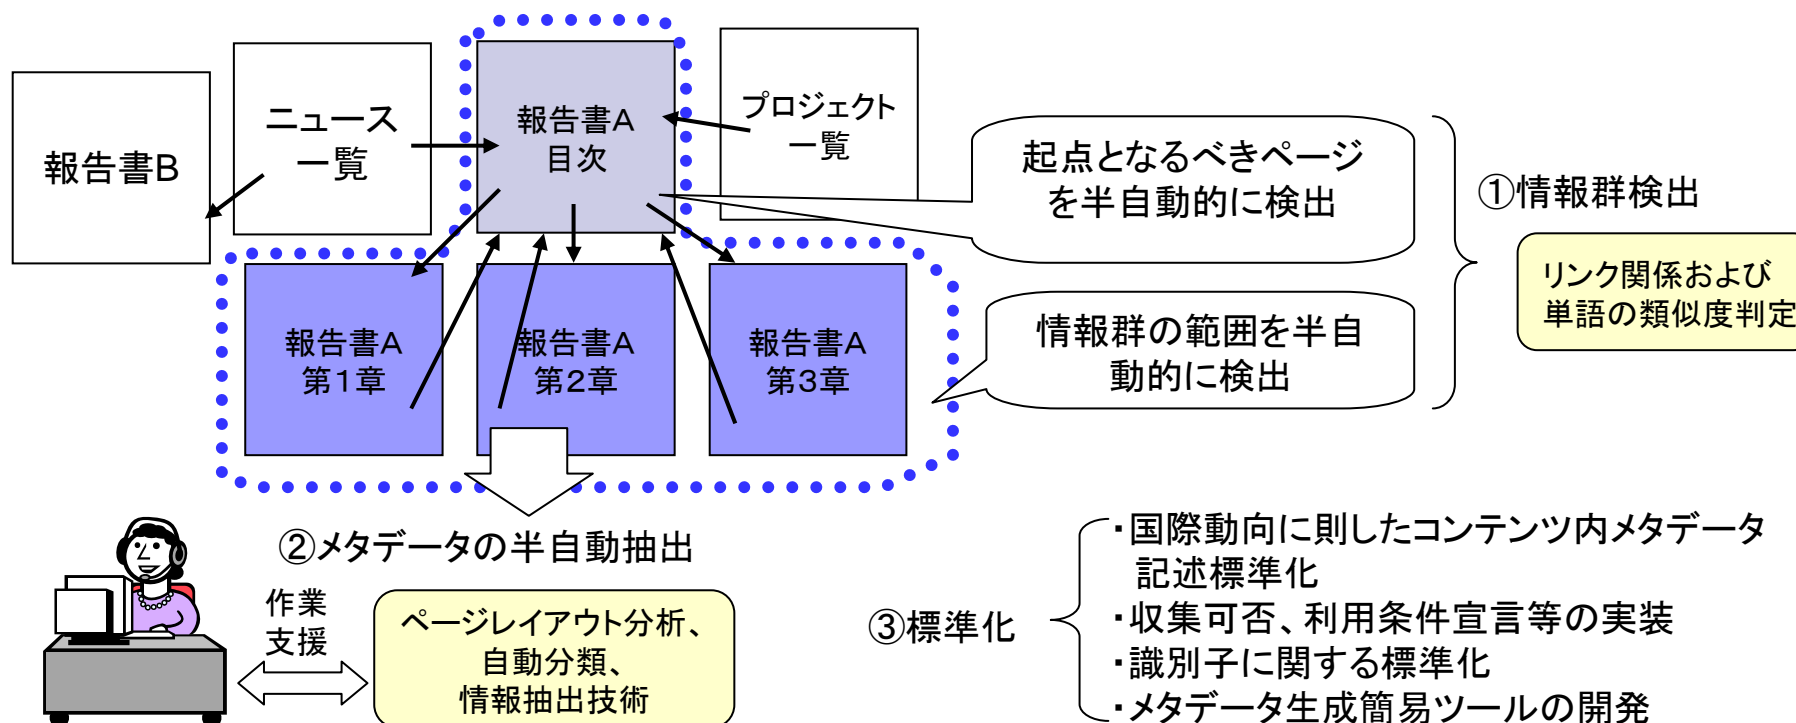 報告書B
ニュース
一覧
報告書A
目次
プロジェクト
一覧
起点となるべきページ
を半自動的に検出
①情報群検出
リンク関係および
単語の類似度判定
報告書A
第1章
報告書A
第2章
報告書A
第3章
情報群の範囲を半自
動的に検出
②メタデータの半自動抽出
作業
支援
ページレイアウト分析、
自動分類、
情報抽出技術
③標準化
・国際動向に則したコンテンツ内メタデータ
記述標準化
・収集可否、利用条件宣言等の実装
・識別子に関する標準化
・メタデータ生成簡易ツールの開発